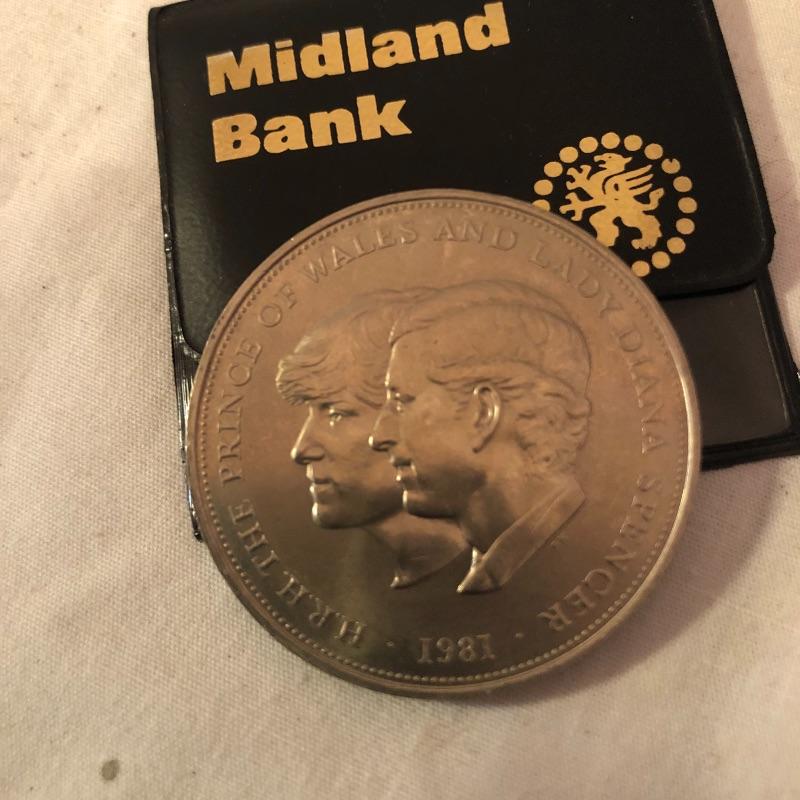 Midland
Bank
H.R.H. THE PRINCE OF WALES AND LADY DIANA SPENCER
· 1981 ·